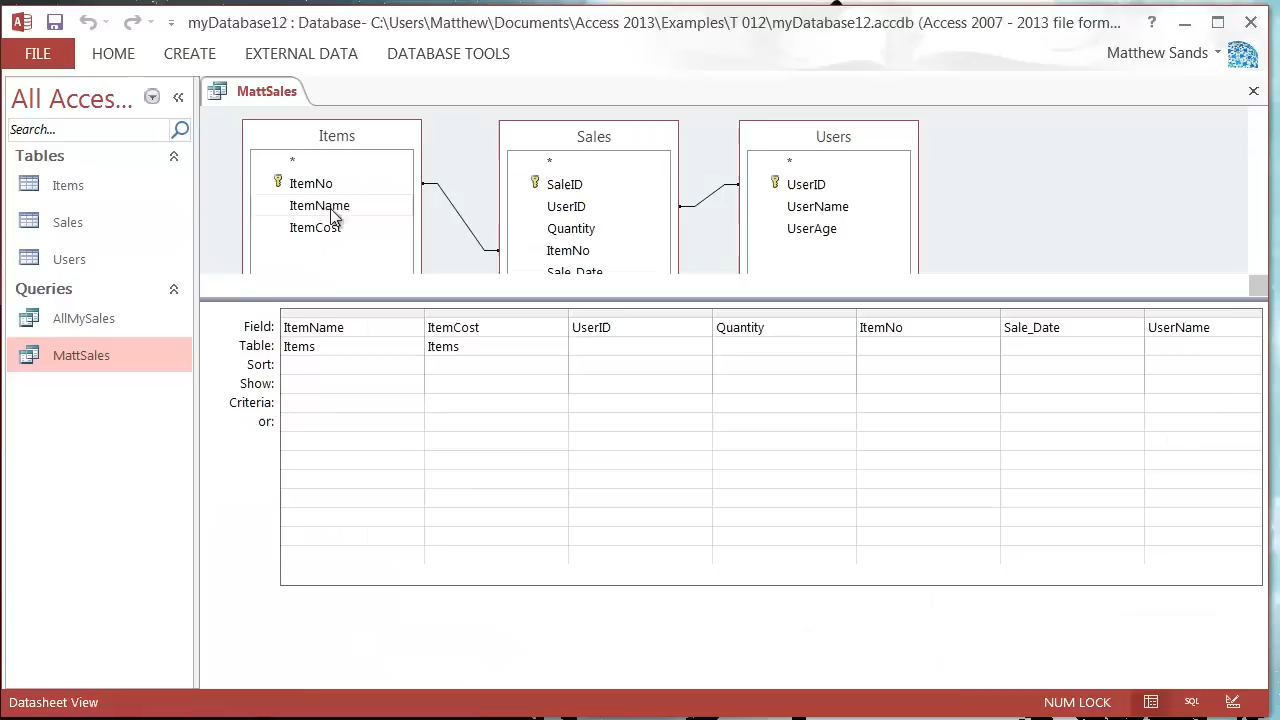 myDatabase12 : Database- C:\Users\Matthew\Documents\Access 2013\Examples\T 012\myDatabase12.accdb (Access 2007 - 2013 file form... ?
FILE HOME CREATE EXTERNAL DATA DATABASE TOOLS Matthew Sands
All Acces...
Search...
Tables
Items
Sales
Users
Queries
AllMySales
MattSales
MattSales
Items
*
ItemNo
ItemName
ItemCost
Sales
*
SaleID
UserID
Quantity
ItemNo
Sale_Date
Users
*
UserID
UserName
UserAge
Field: ItemName ItemCost UserID Quantity ItemNo Sale_Date UserName
Table: Items Items
Sort:
Show:
Criteria:
or:
Datasheet View NUM LOCK SQL